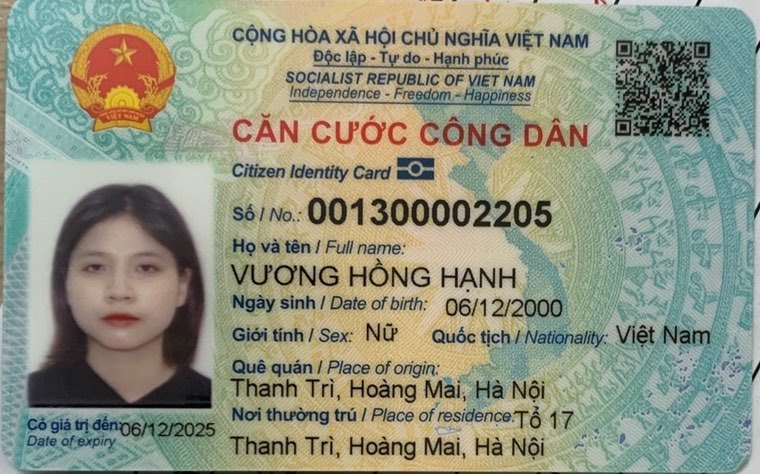 CỘNG HÒA XÃ HỘI CHỦ NGHĨA VIỆT NAM
Độc lập - Tự do - Hạnh phúc
SOCIALIST REPUBLIC OF VIET NAM
Independence - Freedom - Happiness
CĂN CƯỚC CÔNG DÂN
Citizen Identity Card
Số / No.: 001300002205
Họ và tên / Full name:
VƯƠNG HỒNG HẠNH
Ngày sinh / Date of birth: 06/12/2000
Giới tính / Sex: Nữ Quốc tịch / Nationality: Việt Nam
Quê quán / Place of origin:
Thanh Trì, Hoàng Mai, Hà Nội
Nơi thường trú / Place of residence: Tổ 17
Thanh Trì, Hoàng Mai, Hà Nội
Có giá trị đến: 06/12/2025
Date of expiry
VIỆT NAM